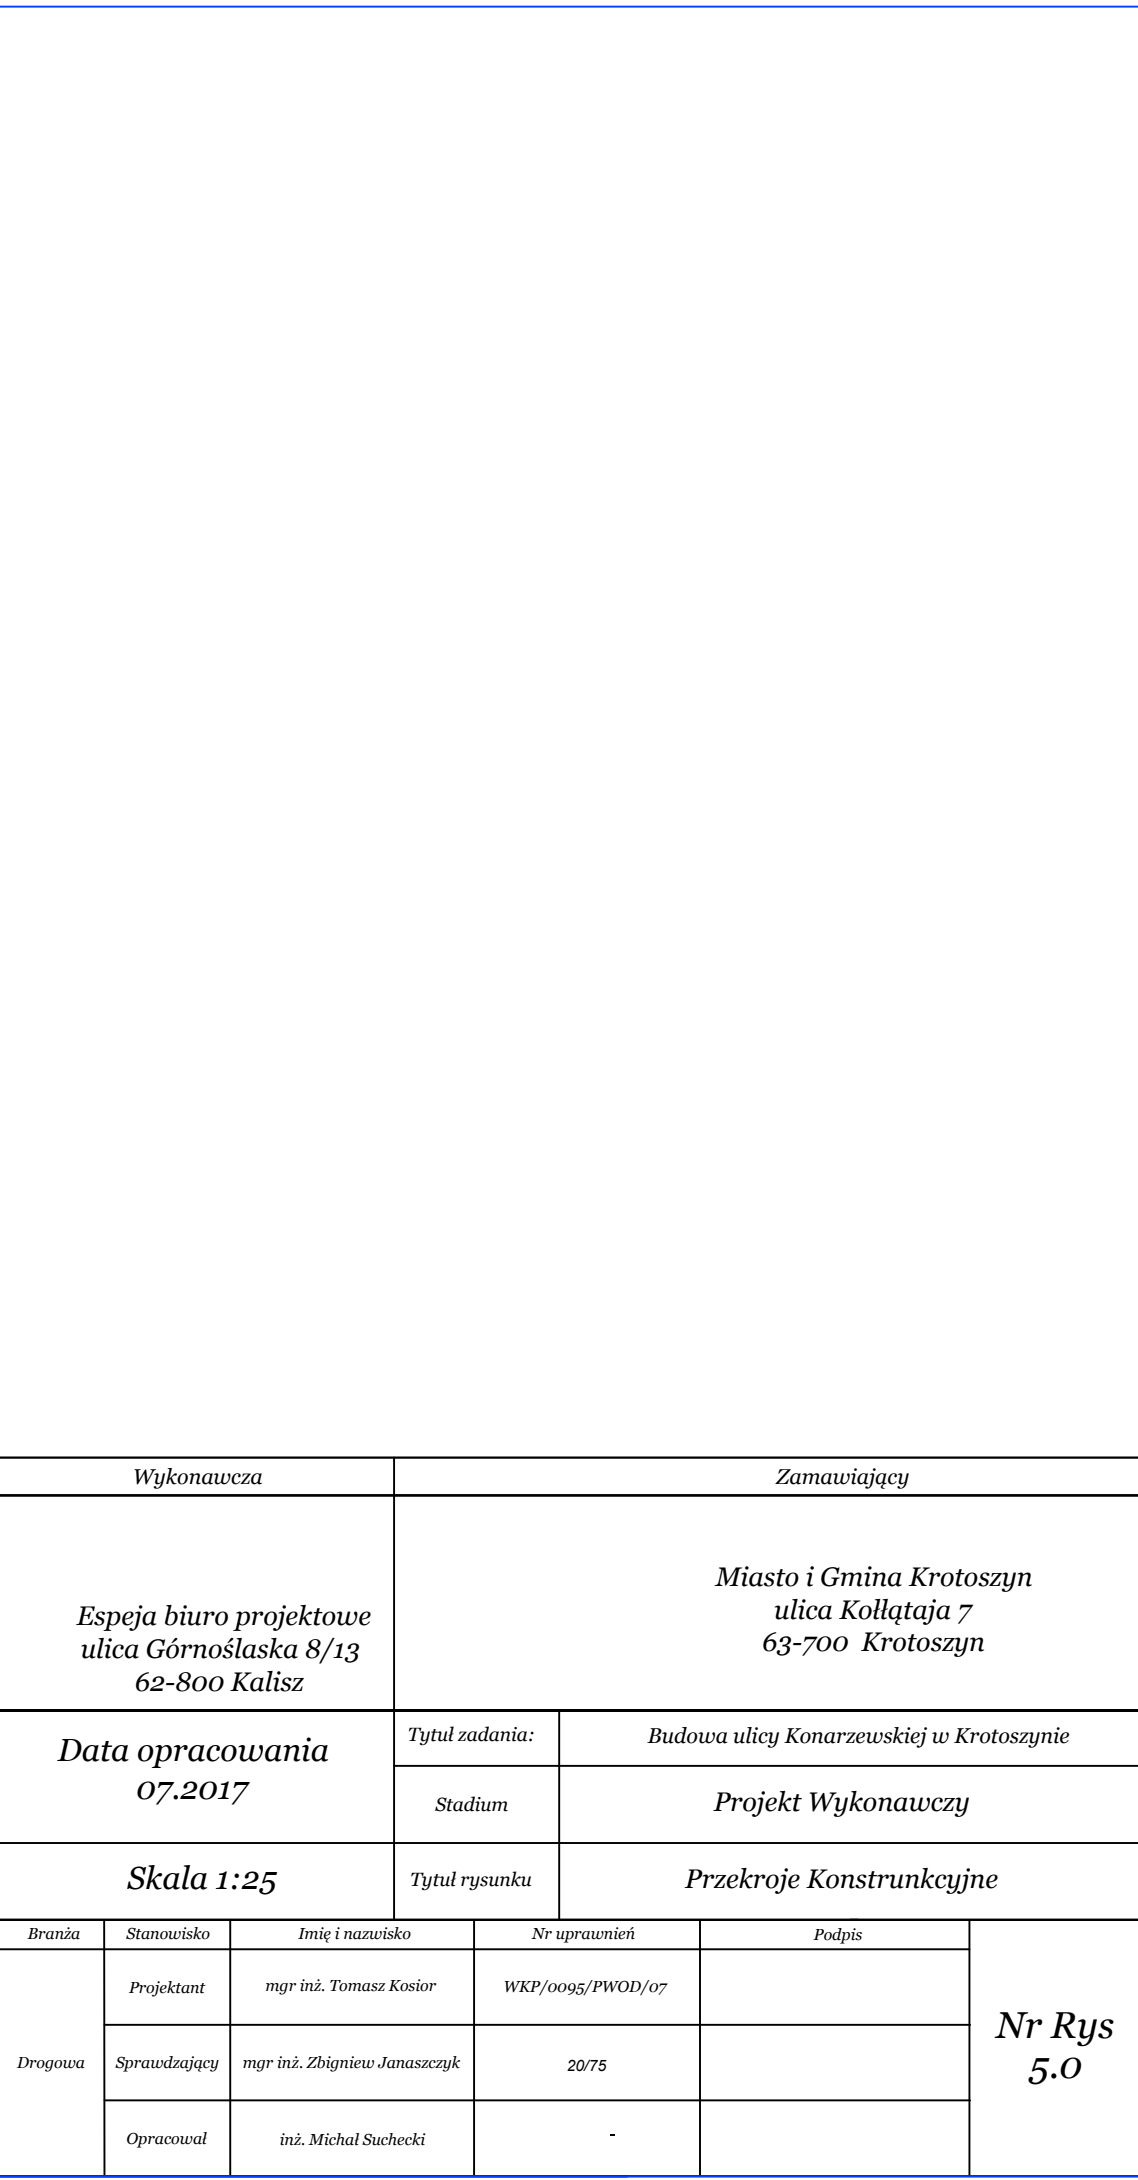 Wykonawcza
Zamawiający
Espeja biuro projektowe
ulica Górnośląska 8/13
62-800 Kalisz
Miasto i Gmina Krotoszyn
ulica Kołłątaja 7
63-700 Krotoszyn
Data opracowania
07.2017
Tytuł zadania:
Budowa ulicy Konarzewskiej w Krotoszynie
Stadium
Projekt Wykonawczy
Skala 1:25
Tytuł rysunku
Przekroje Konstrunkcyjne
Branża
Stanowisko
Imię i nazwisko
Nr uprawnień
Podpis
Drogowa
Projektant
mgr inż. Tomasz Kosior
WKP/0095/PWOD/07
Sprawdzający
mgr inż. Zbigniew Janaszczyk
20/75
Opracował
inż. Michał Suchecki
-
Nr Rys
5.0